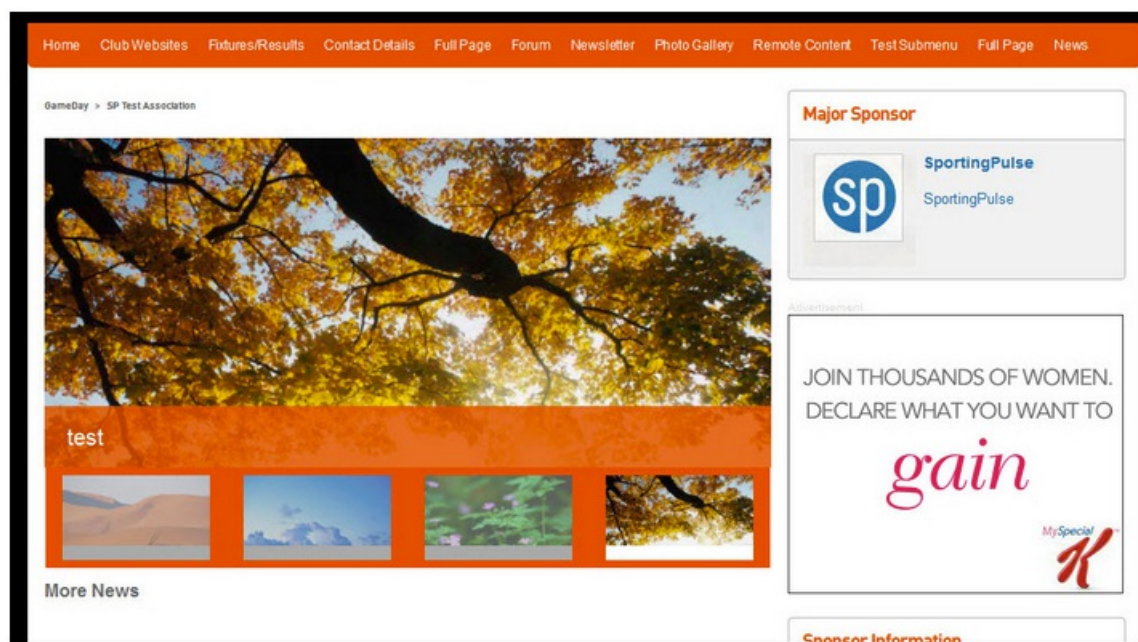 Home Club Websites Fixtures/Results Contact Details Full Page Forum Newsletter Photo Gallery Remote Content Test Submenu Full Page News
GameDay > SP Test Association
test
More News
Major Sponsor
sp
SportingPulse
SportingPulse
Advertisement
JOIN THOUSANDS OF WOMEN.
DECLARE WHAT YOU WANT TO
gain
MySpecial
K
Sponsor Information